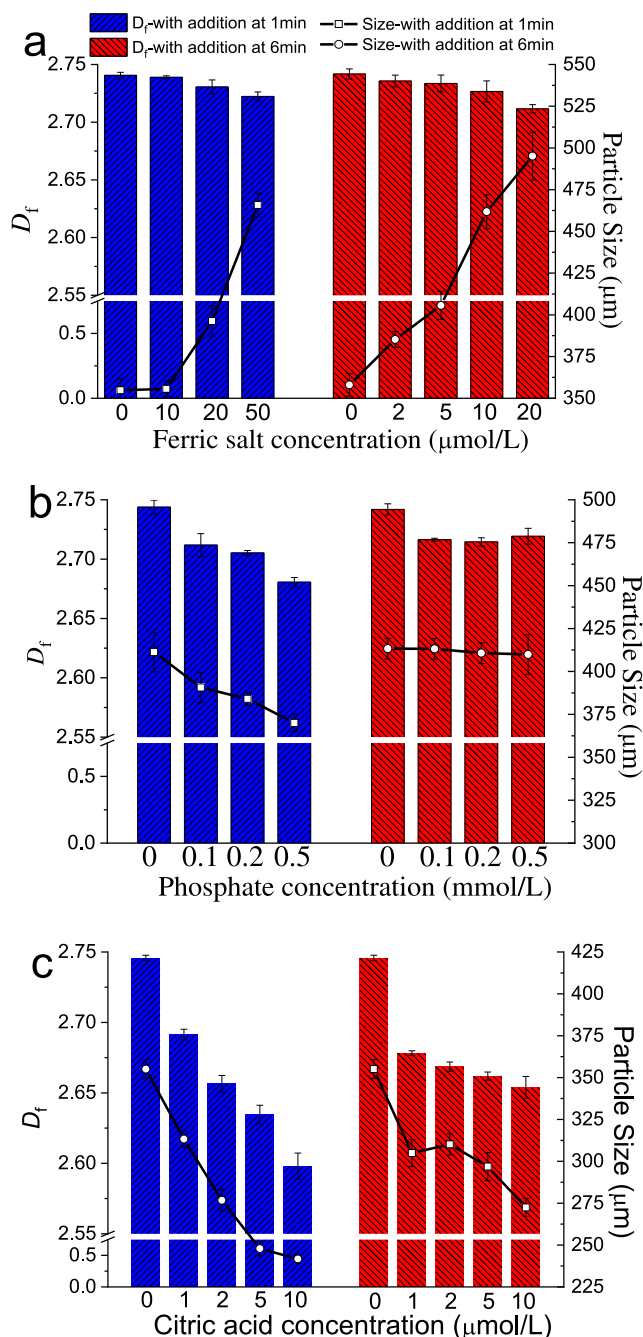 D_f-with addition at 1min Size-with addition at 1min
D_f-with addition at 6min Size-with addition at 6min
a
2.75 550
2.70 525
2.65 500
2.60 475
2.55 450
0.5 425
0.0 400
375
350
D_f
Particle Size (μm)
0 10 20 50 0 2 5 10 20
Ferric salt concentration (μmol/L)
b
2.75 500
2.70 475
2.65 450
2.60 425
2.55 400
0.5 375
0.0 350
325
300
D_f
Particle Size (μm)
0 0.1 0.2 0.5 0 0.1 0.2 0.5
Phosphate concentration (mmol/L)
c
2.75 425
2.70 400
2.65 375
2.60 350
2.55 325
0.5 300
0.0 275
250
225
D_f
Particle Size (μm)
0 1 2 5 10 0 1 2 5 10
Citric acid concentration (μmol/L)